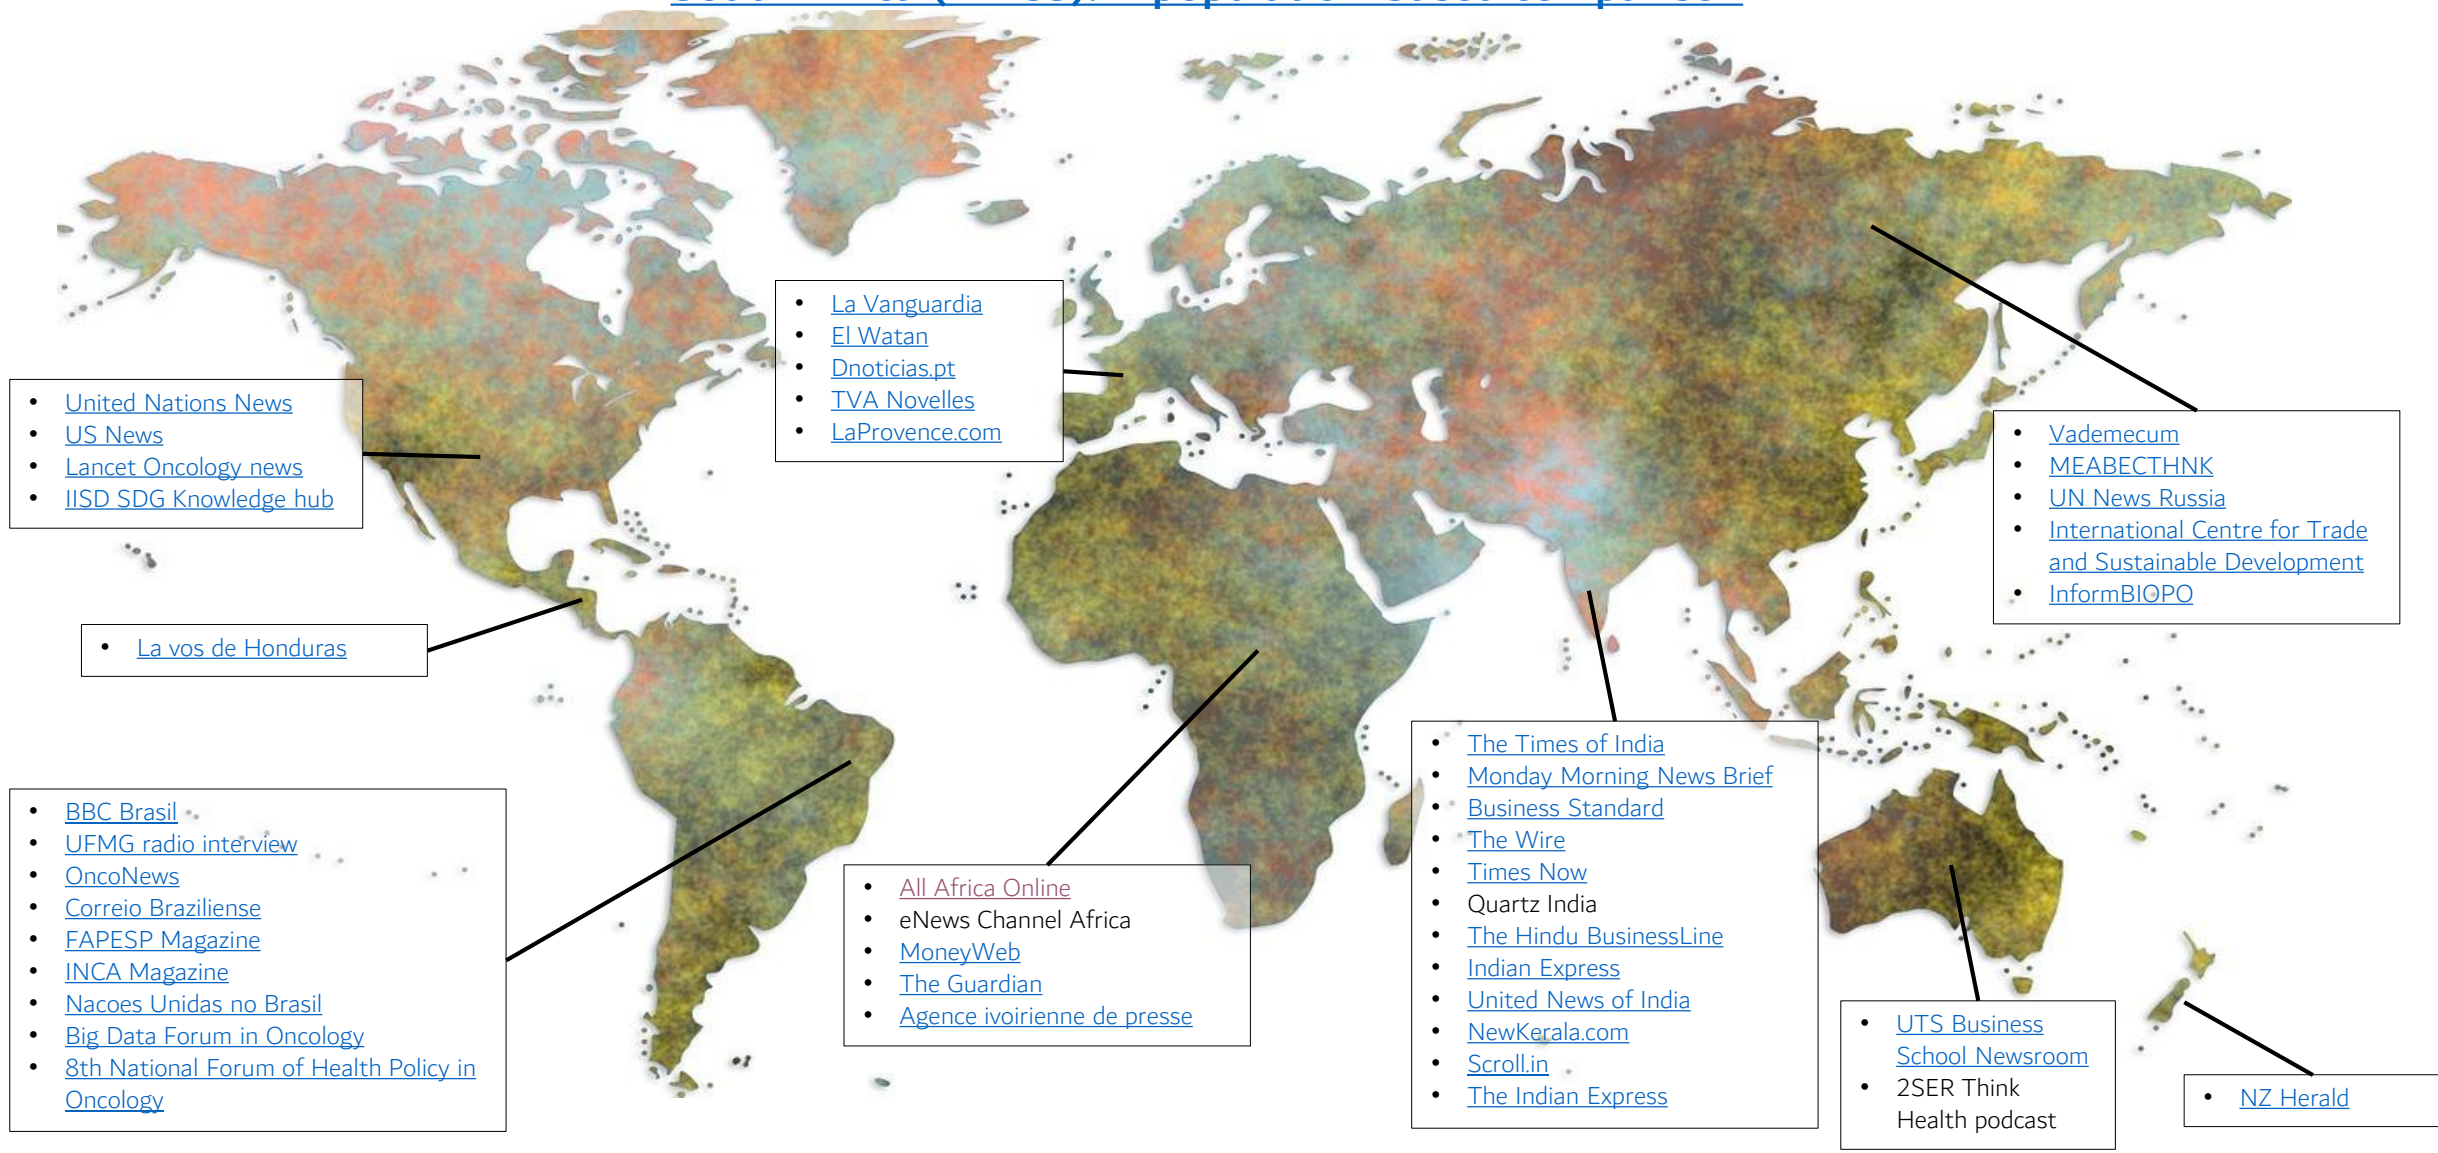 La Vanguardia
El Watan
Dnoticias.pt
TVA Novelles
LaProvence.com
United Nations News
US News
Lancet Oncology news
IISD SDG Knowledge hub
Vademecum
MEABECTHNK
UN News Russia
International Centre for Trade
and Sustainable Development
InformBIOPO
La vos de Honduras
The Times of India
Monday Morning News Brief
Business Standard
The Wire
Times Now
Quartz India
The Hindu BusinessLine
Indian Express
United News of India
NewKerala.com
Scroll.in
The Indian Express
BBC Brasil
UFMG radio interview
OncoNews
Correio Braziliense
FAPESP Magazine
INCA Magazine
Nacoes Unidas no Brasil
Big Data Forum in Oncology
8th National Forum of Health Policy in
Oncology
All Africa Online
eNews Channel Africa
MoneyWeb
The Guardian
Agence ivoirienne de presse
UTS Business
School Newsroom
2SER Think
Health podcast
NZ Herald